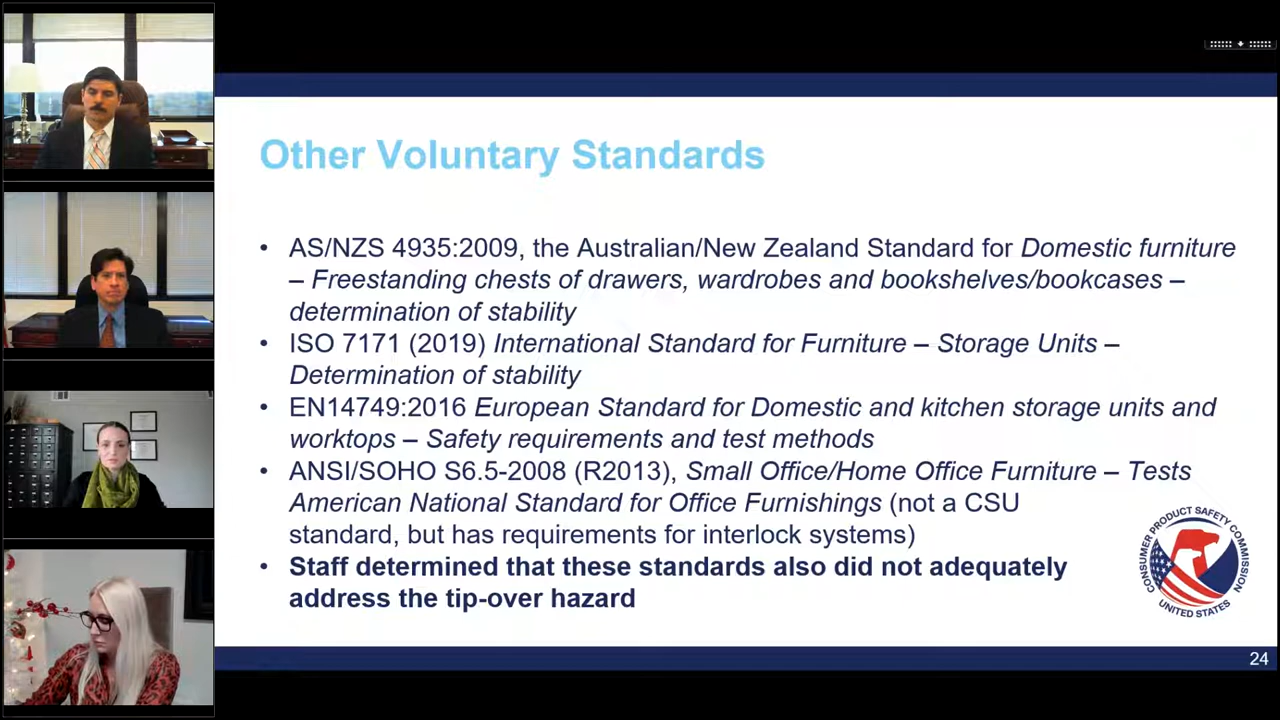 Other Voluntary Standards
• AS/NZS 4935:2009, the Australian/New Zealand Standard for Domestic furniture
– Freestanding chests of drawers, wardrobes and bookshelves/bookcases –
determination of stability
• ISO 7171 (2019) International Standard for Furniture – Storage Units –
Determination of stability
• EN14749:2016 European Standard for Domestic and kitchen storage units and
worktops – Safety requirements and test methods
• ANSI/SOHO S6.5-2008 (R2013), Small Office/Home Office Furniture – Tests
American National Standard for Office Furnishings (not a CSU
standard, but has requirements for interlock systems)
• Staff determined that these standards also did not adequately
address the tip-over hazard
CONSUMER PRODUCT SAFETY COMMISSION
UNITED STATES
24